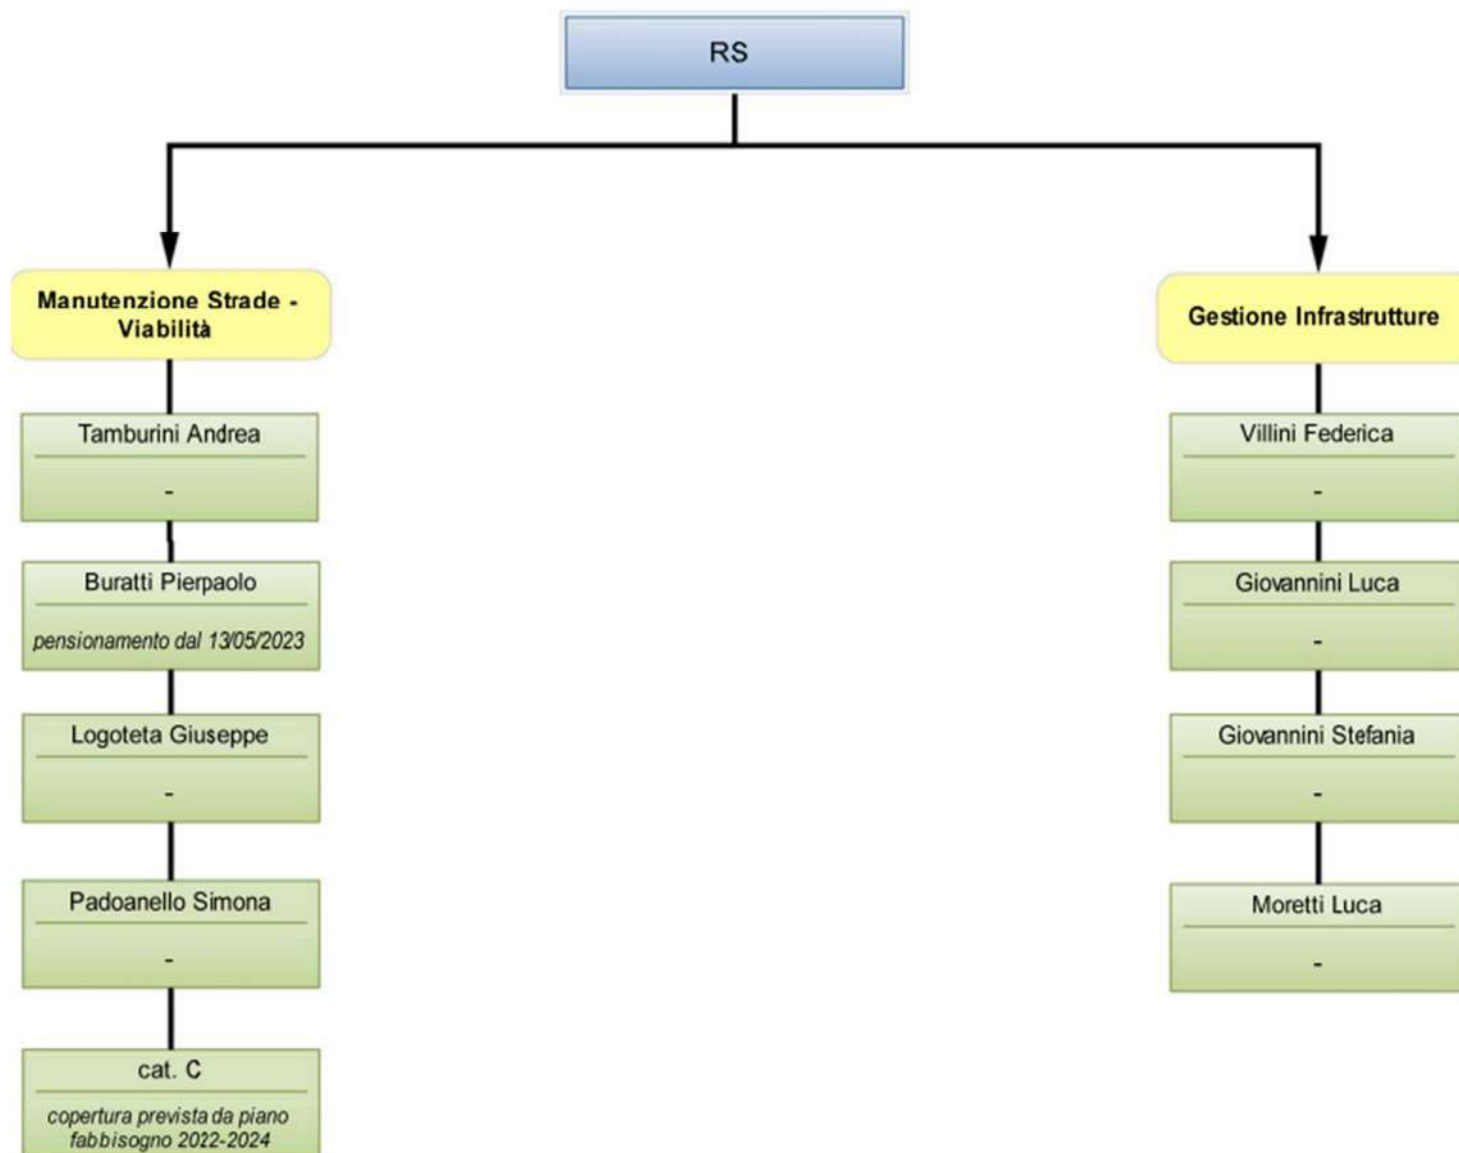 RS
Manutenzione Strade -
Viabilità
Tamburini Andrea
-
Buratti Pierpaolo
pensionamento dal 13/05/2023
Logoteta Giuseppe
-
Padoanello Simona
-
cat. C
copertura prevista da piano
fabbisogno 2022-2024
Gestione Infrastrutture
Villini Federica
-
Giovannini Luca
-
Giovannini Stefania
-
Moretti Luca
-